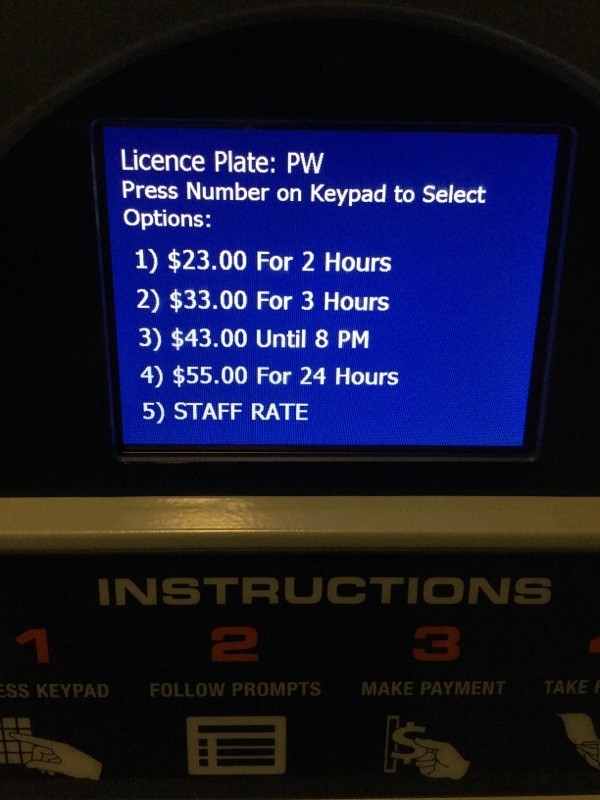 Licence Plate: PW
Press Number on Keypad to Select
Options:
1) $23.00 For 2 Hours
2) $33.00 For 3 Hours
3) $43.00 Until 8 PM
4) $55.00 For 24 Hours
5) STAFF RATE
INSTRUCTIONS
1 2 3
KEYPAD FOLLOW PROMPTS MAKE PAYMENT TAKE
$